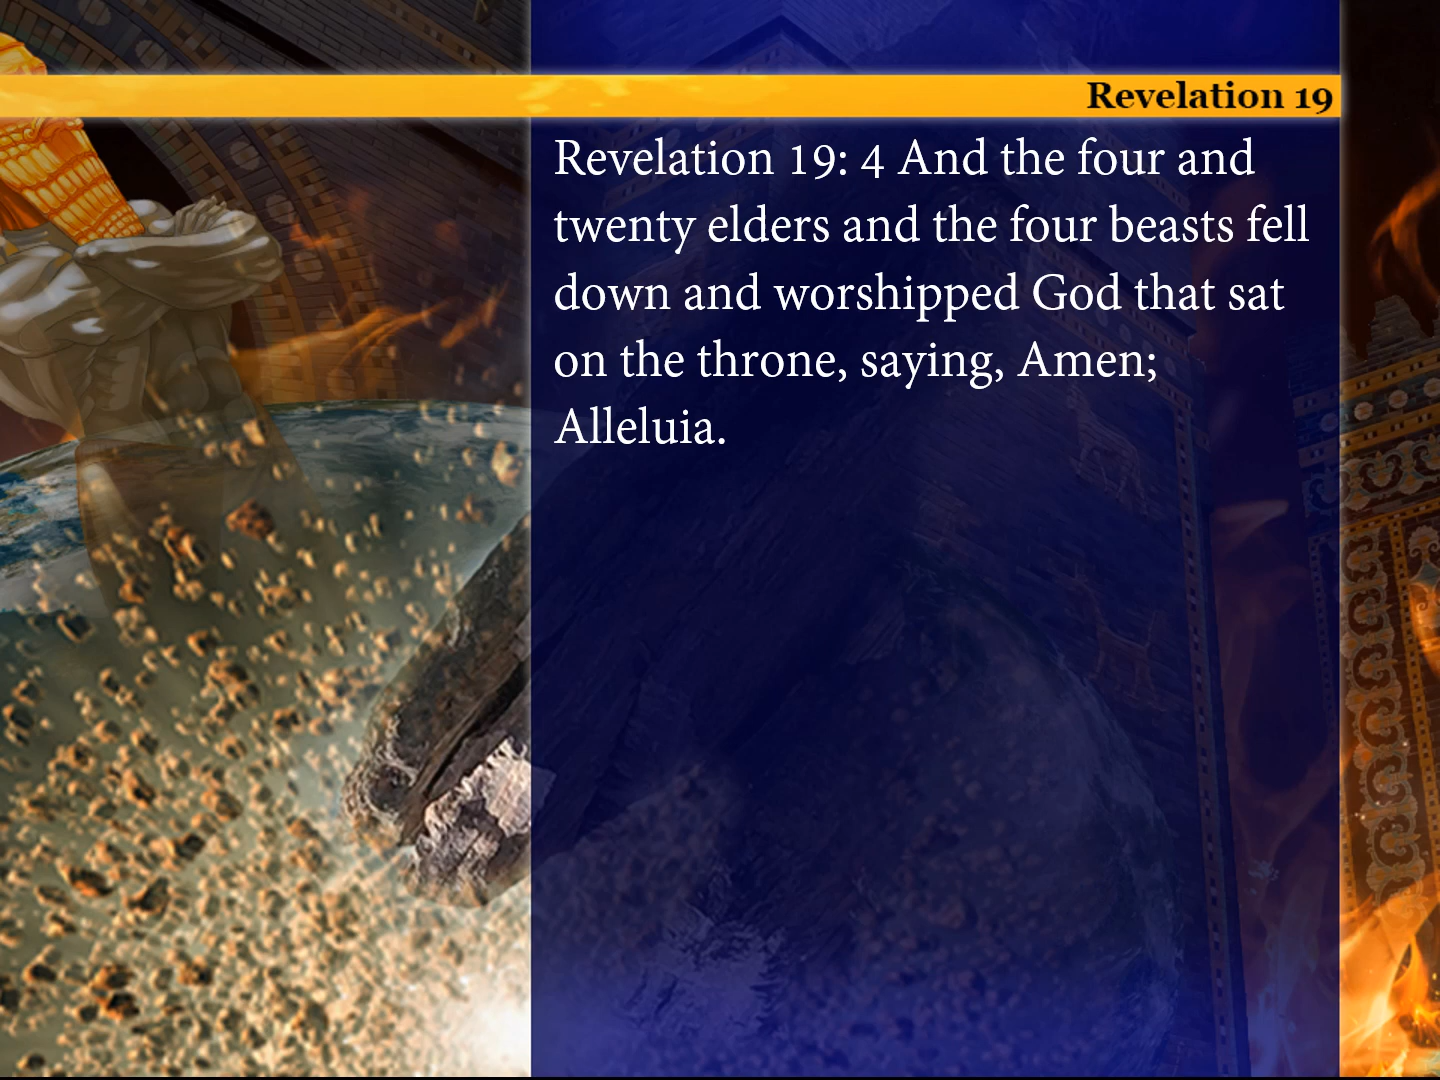 Revelation 19
Revelation 19: 4 And the four and
twenty elders and the four beasts fell
down and worshipped God that sat
on the throne, saying, Amen;
Alleluia.